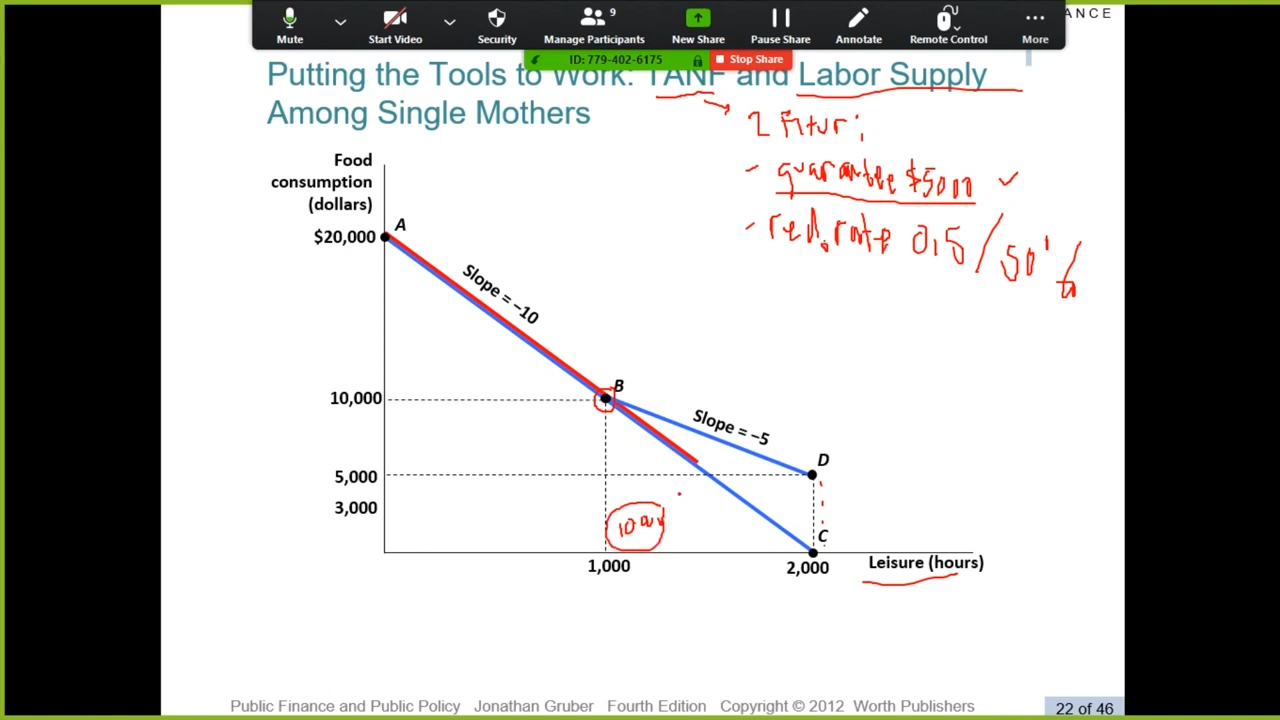 ANCE
Mute
Start Video
Security
Manage Participants
9
New Share
Pause Share
Annotate
Remote Control
More
ID: 779-402-6175
Stop Share
Putting the Tools to Work: TANF and Labor Supply
Among Single Mothers
2 Fitur:
- guarantee $5000 ✓
- red. rate 0,5 / 50%
Food
consumption
(dollars)
$20,000
A
Slope = –10
10,000
B
Slope = –5
5,000
D
3,000
C
1,000
2,000
Leisure (hours)
Public Finance and Public Policy Jonathan Gruber Fourth Edition Copyright © 2012 Worth Publishers
22 of 46